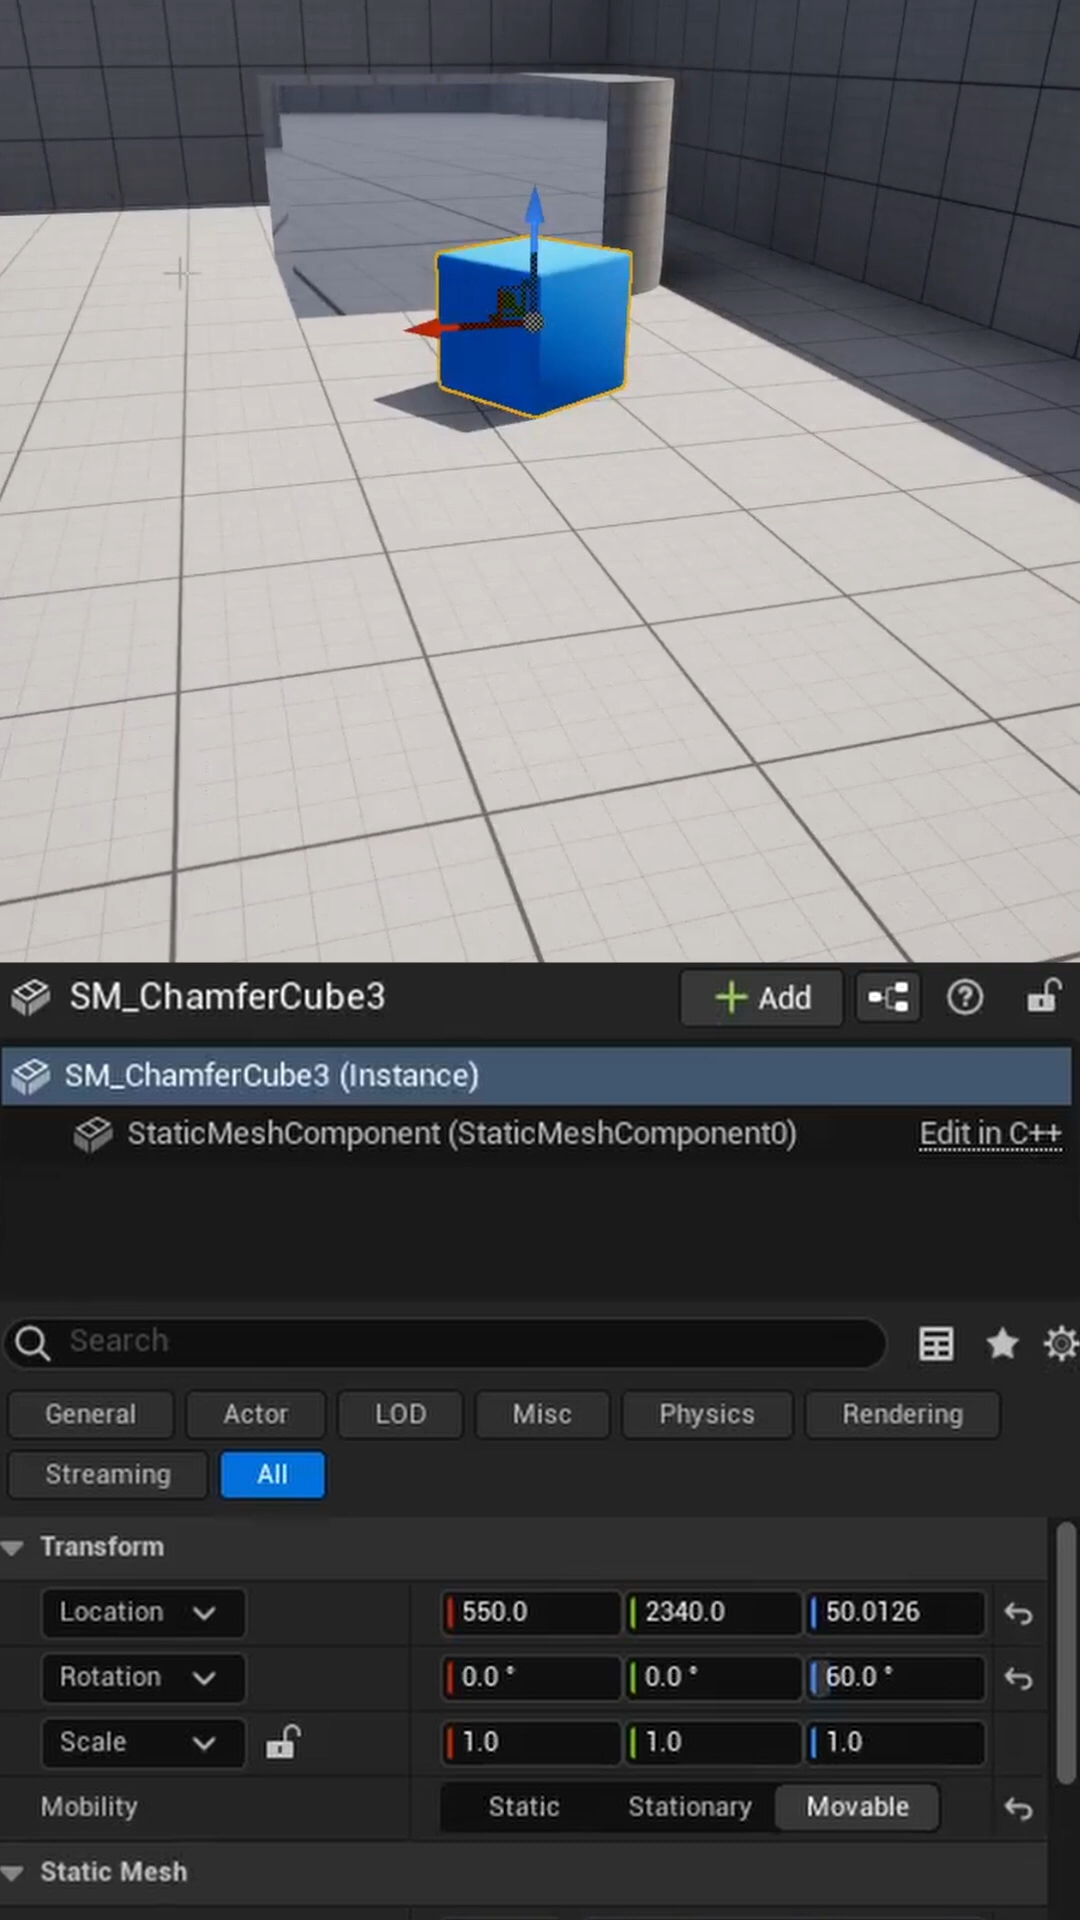 SM_ChamferCube3
Add
SM_ChamferCube3 (Instance)
StaticMeshComponent (StaticMeshComponent0) Edit in C++
Search
General Actor LOD Misc Physics Rendering
Streaming All
Transform
Location 550.0 2340.0 50.0126
Rotation 0.0 ° 0.0 ° 60.0 °
Scale 1.0 1.0 1.0
Mobility Static Stationary Movable
Static Mesh